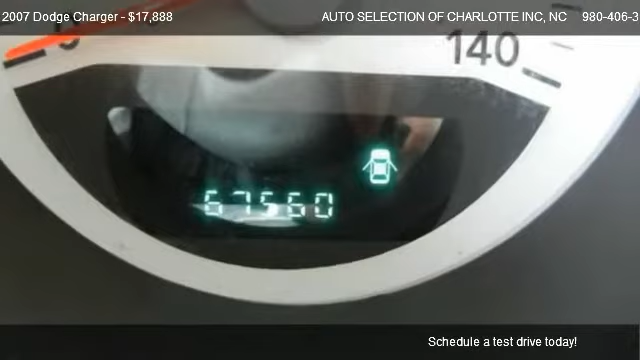 2007 Dodge Charger - $17,888
AUTO SELECTION OF CHARLOTTE INC, NC
980-406-3
140
67560
Schedule a test drive today!